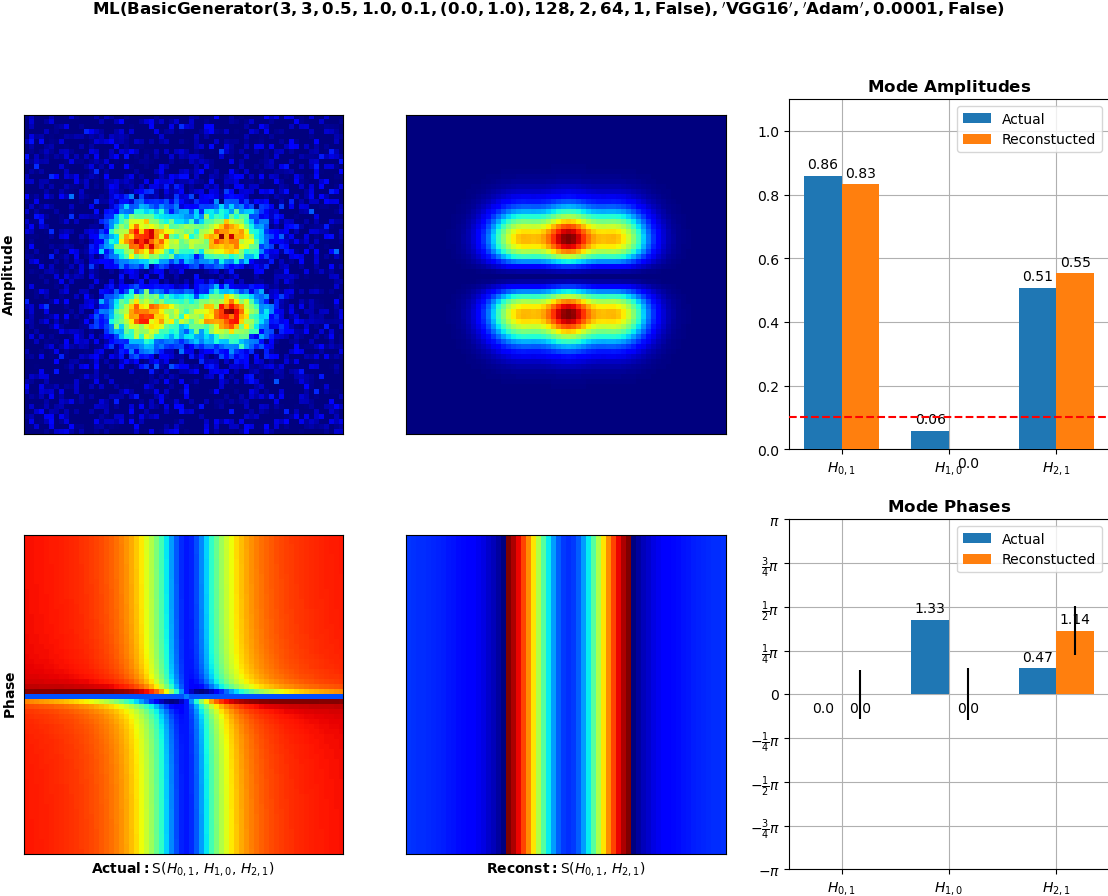 ML(BasicGenerator(3, 3, 0.5, 1.0, 0.1, (0.0, 1.0), 128, 2, 64, 1, False), ′VGG16′, ′Adam′, 0.0001, False)
Amplitude
Mode Amplitudes
Actual
Reconstucted
1.0
0.8
0.6
0.4
0.2
0.0
0.86
0.83
0.06
0.0
0.51
0.55
H0, 1
H1, 0
H2, 1
Phase
Actual: S(H0, 1, H1, 0, H2, 1)
Reconst: S(H0, 1, H2, 1)
Mode Phases
Actual
Reconstucted
π
3/4π
1/2π
1/4π
0
−1/4π
−1/2π
−3/4π
−π
0.0
0.0
1.33
0.0
0.47
1.14
H0, 1
H1, 0
H2, 1